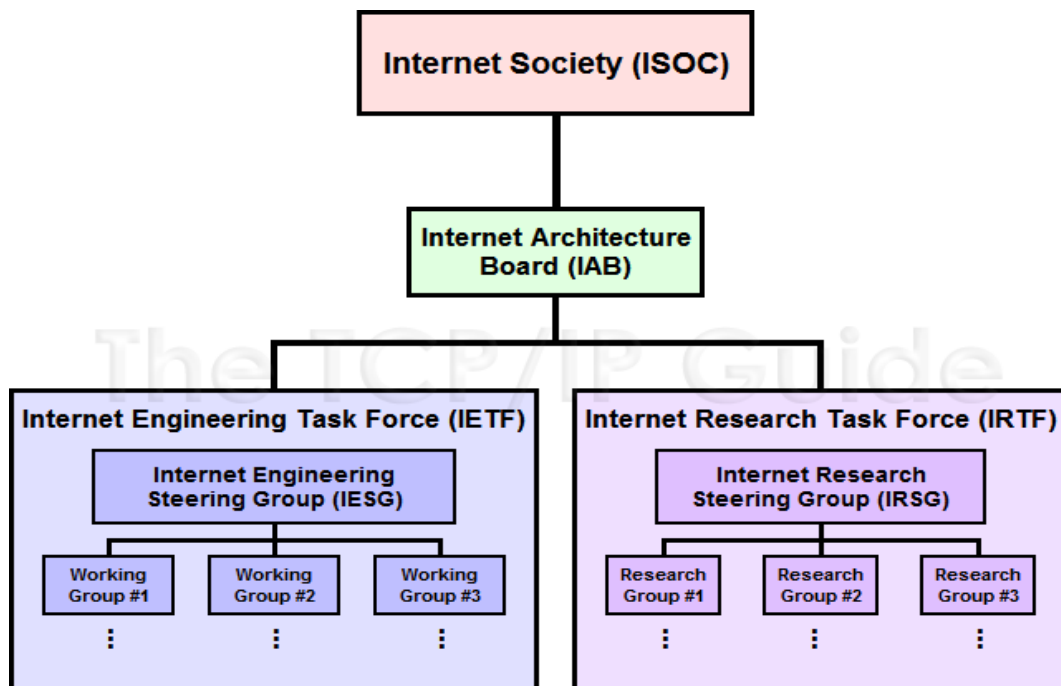 Internet Society (ISOC)
Internet Architecture
Board (IAB)
The TCP/IP Guide
Internet Engineering Task Force (IETF)
Internet Engineering
Steering Group (IESG)
Working
Group #1
Working
Group #2
Working
Group #3
Internet Research Task Force (IRTF)
Internet Research
Steering Group (IRSG)
Research
Group #1
Research
Group #2
Research
Group #3